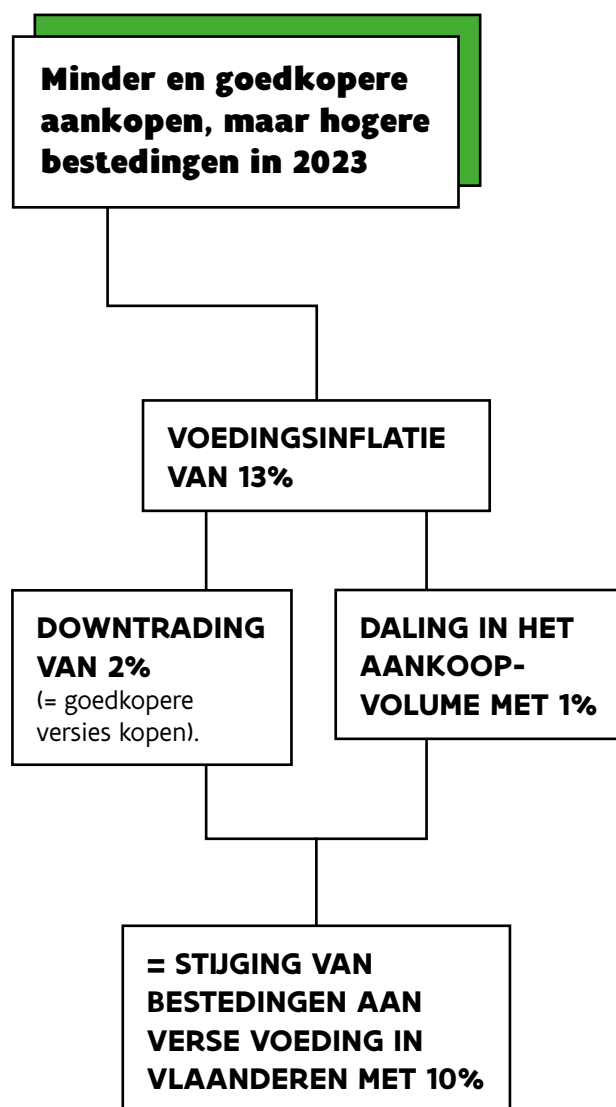 Minder en goedkopere
aankopen, maar hogere
bestedingen in 2023
VOEDINGSINFLATIE
VAN 13%
DOWNTRADING
VAN 2%
(= goedkopere
versies kopen).
DALING IN HET
AANKOOP-
VOLUME MET 1%
= STIJGING VAN
BESTEDINGEN AAN
VERSE VOEDING IN
VLAANDEREN MET 10%